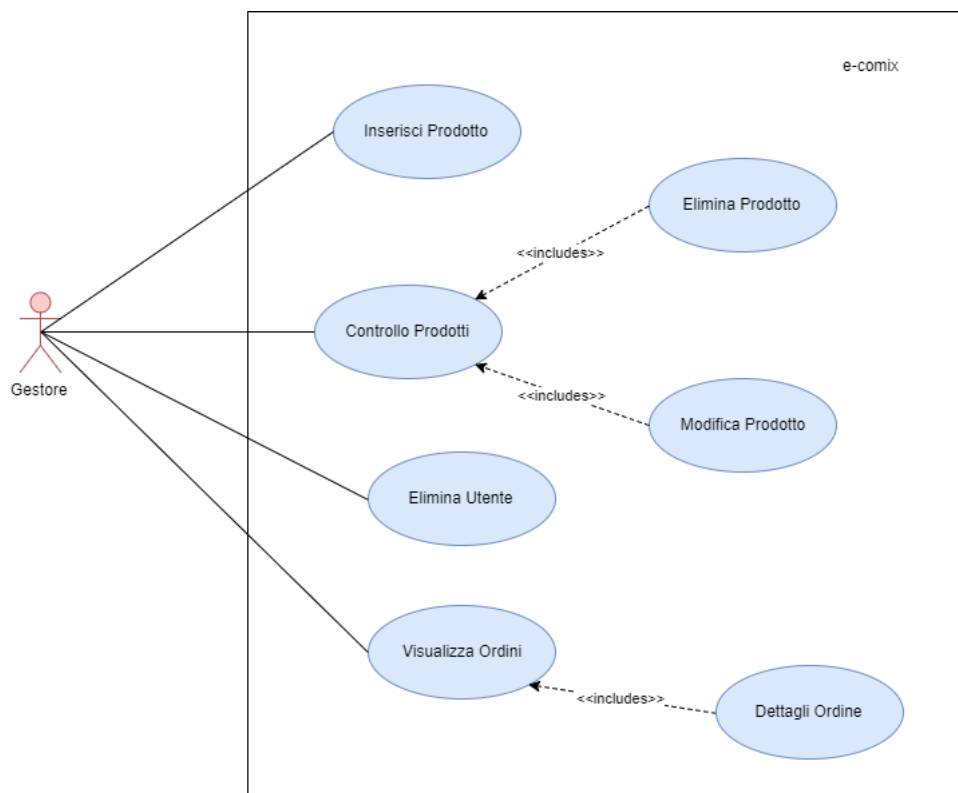 e-comix
Inserisci Prodotto
Elimina Prodotto
<<includes>>
Controllo Prodotti
Gestore
<<includes>>
Modifica Prodotto
Elimina Utente
Visualizza Ordini
<<includes>>
Dettagli Ordine